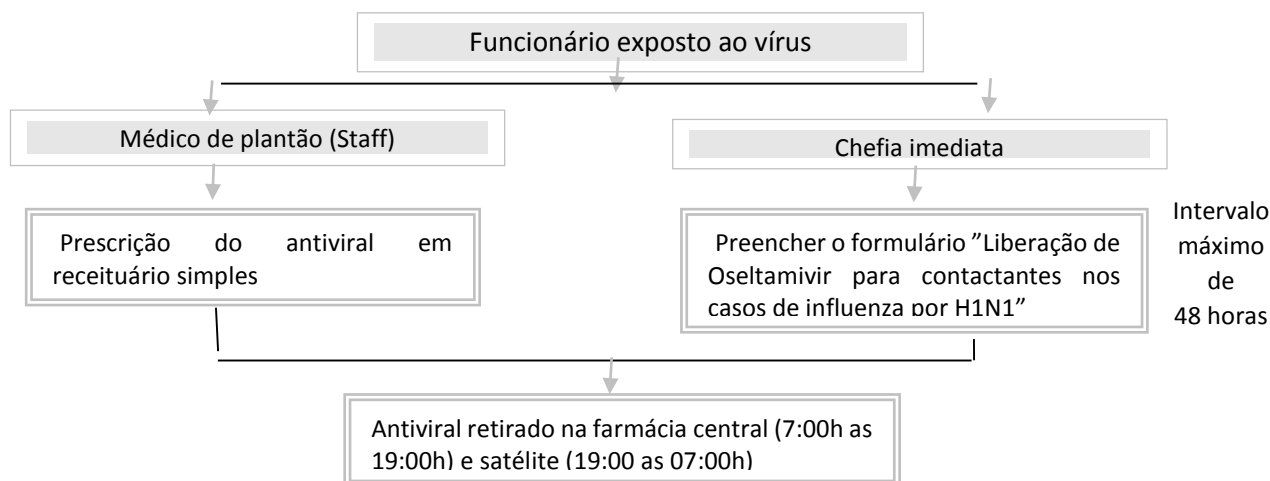 Funcionário exposto ao vírus
Médico de plantão (Staff)
Chefia imediata
Prescrição do antiviral em
receituário simples
Preencher o formulário ”Liberação de
Oseltamivir para contactantes nos
casos de influenza por H1N1”
Intervalo
máximo
de
48 horas
Antiviral retirado na farmácia central (7:00h as
19:00h) e satélite (19:00 as 07:00h)